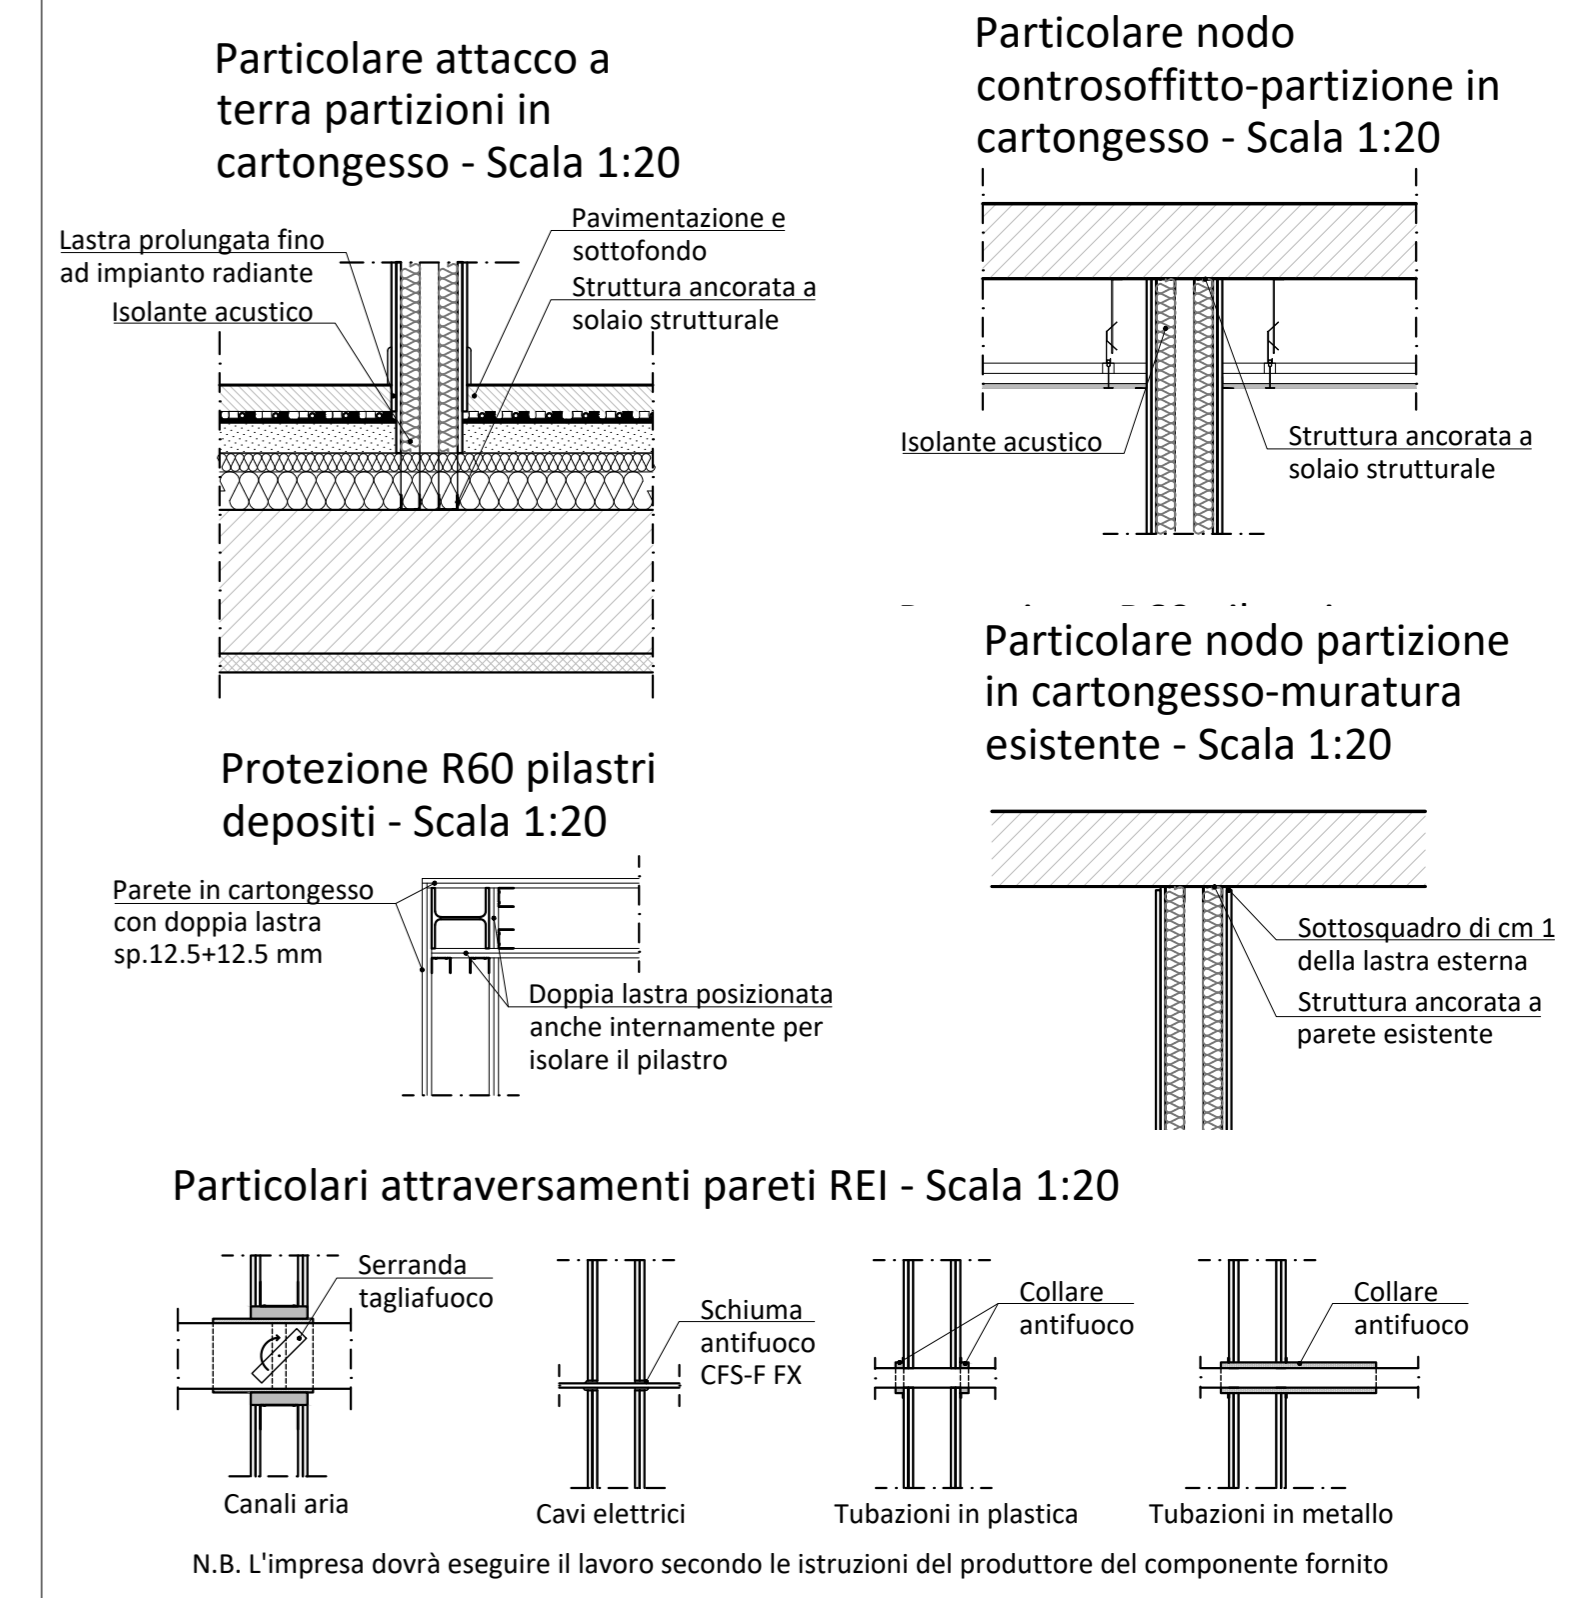 Particolare attacco a
terra partizioni in
cartongesso - Scala 1:20
Lastra prolungata fino
ad impianto radiante
Isolante acustico
Pavimentazione e
sottofondo
Struttura ancorata a
solaio strutturale
Particolare nodo
controsoffitto-partizione in
cartongesso - Scala 1:20
Isolante acustico
Struttura ancorata a
solaio strutturale
Protezione R60 pilastri
depositi - Scala 1:20
Parete in cartongesso
con doppia lastra
sp.12.5+12.5 mm
Doppia lastra posizionata
anche internamente per
isolare il pilastro
Particolare nodo partizione
in cartongesso-muratura
esistente - Scala 1:20
Sottosquadro di cm 1
della lastra esterna
Struttura ancorata a
parete esistente
Particolari attraversamenti pareti REI - Scala 1:20
Serranda
tagliafuoco
Canali aria
Schiuma
antifuoco
CFS-F FX
Cavi elettrici
Collare
antifuoco
Tubazioni in plastica
Collare
antifuoco
Tubazioni in metallo
N.B. L'impresa dovrà eseguire il lavoro secondo le istruzioni del produttore del componente fornito